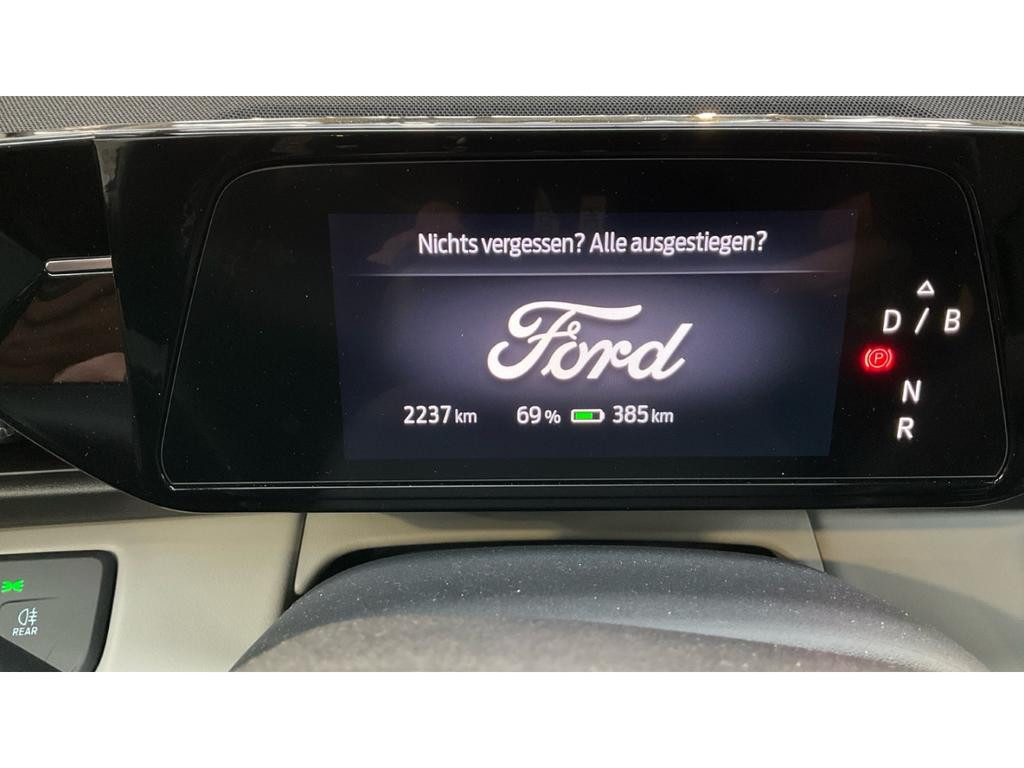 Nichts vergessen? Alle ausgestiegen?
Ford
2237 km 69 % 385 km
D / B
P
N
R
REAR